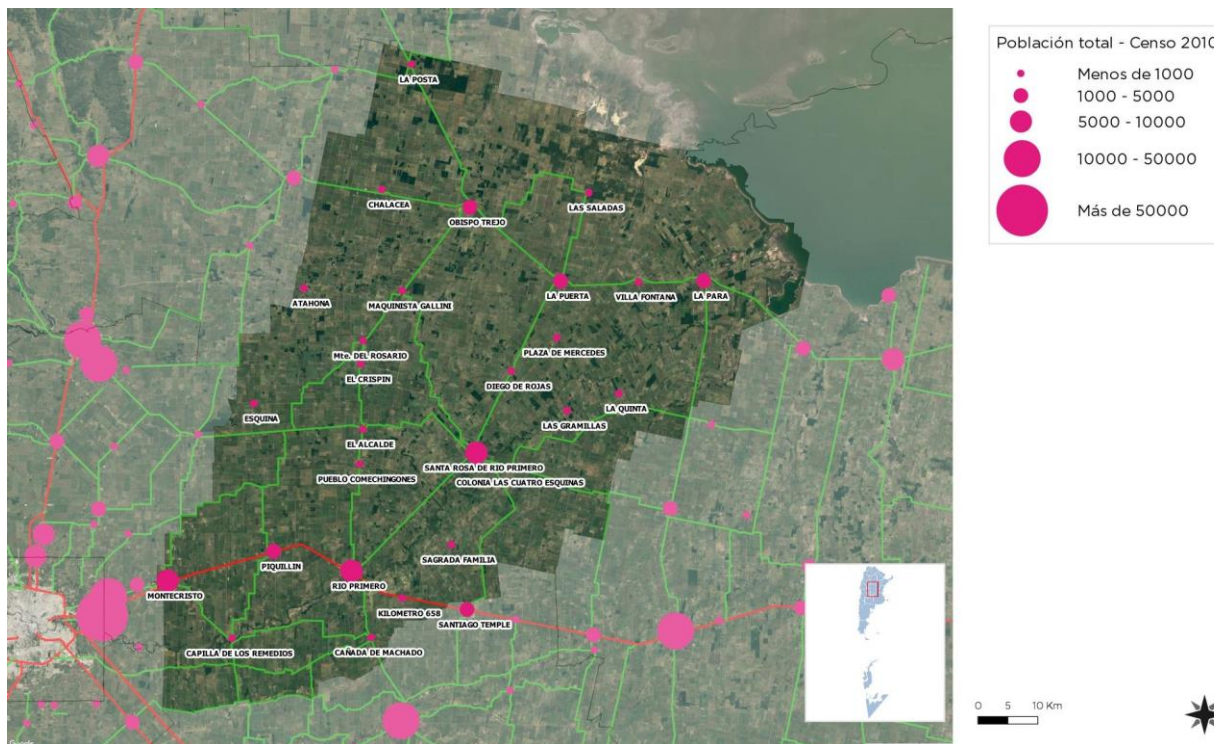 Población total - Censo 2010
Menos de 1000
1000 - 5000
5000 - 10000
10000 - 50000
Más de 50000
LA POSTA
CHALACEA
LAS SALADAS
OBISPO TREJO
ATAHONA
MAQUINISTA GALLINI
LA PUERTA
VILLA FONTANA
LA PARA
Mte. DEL ROSARIO
PLAZA DE MERCEDES
EL CRISPIN
DIEGO DE ROJAS
ESQUINA
LA QUINTA
LAS GRAMILLAS
EL ALCALDE
SANTA ROSA DE RIO PRIMERO
PUEBLO COMECHINGONES
COLONIA LAS CUATRO ESQUINAS
SAGRADA FAMILIA
PIQUILLIN
RIO PRIMERO
MONTECRISTO
KILOMETRO 658
SANTIAGO TEMPLE
CAPILLA DE LOS REMEDIOS
CAÑADA DE MACHADO
0 5 10 Km